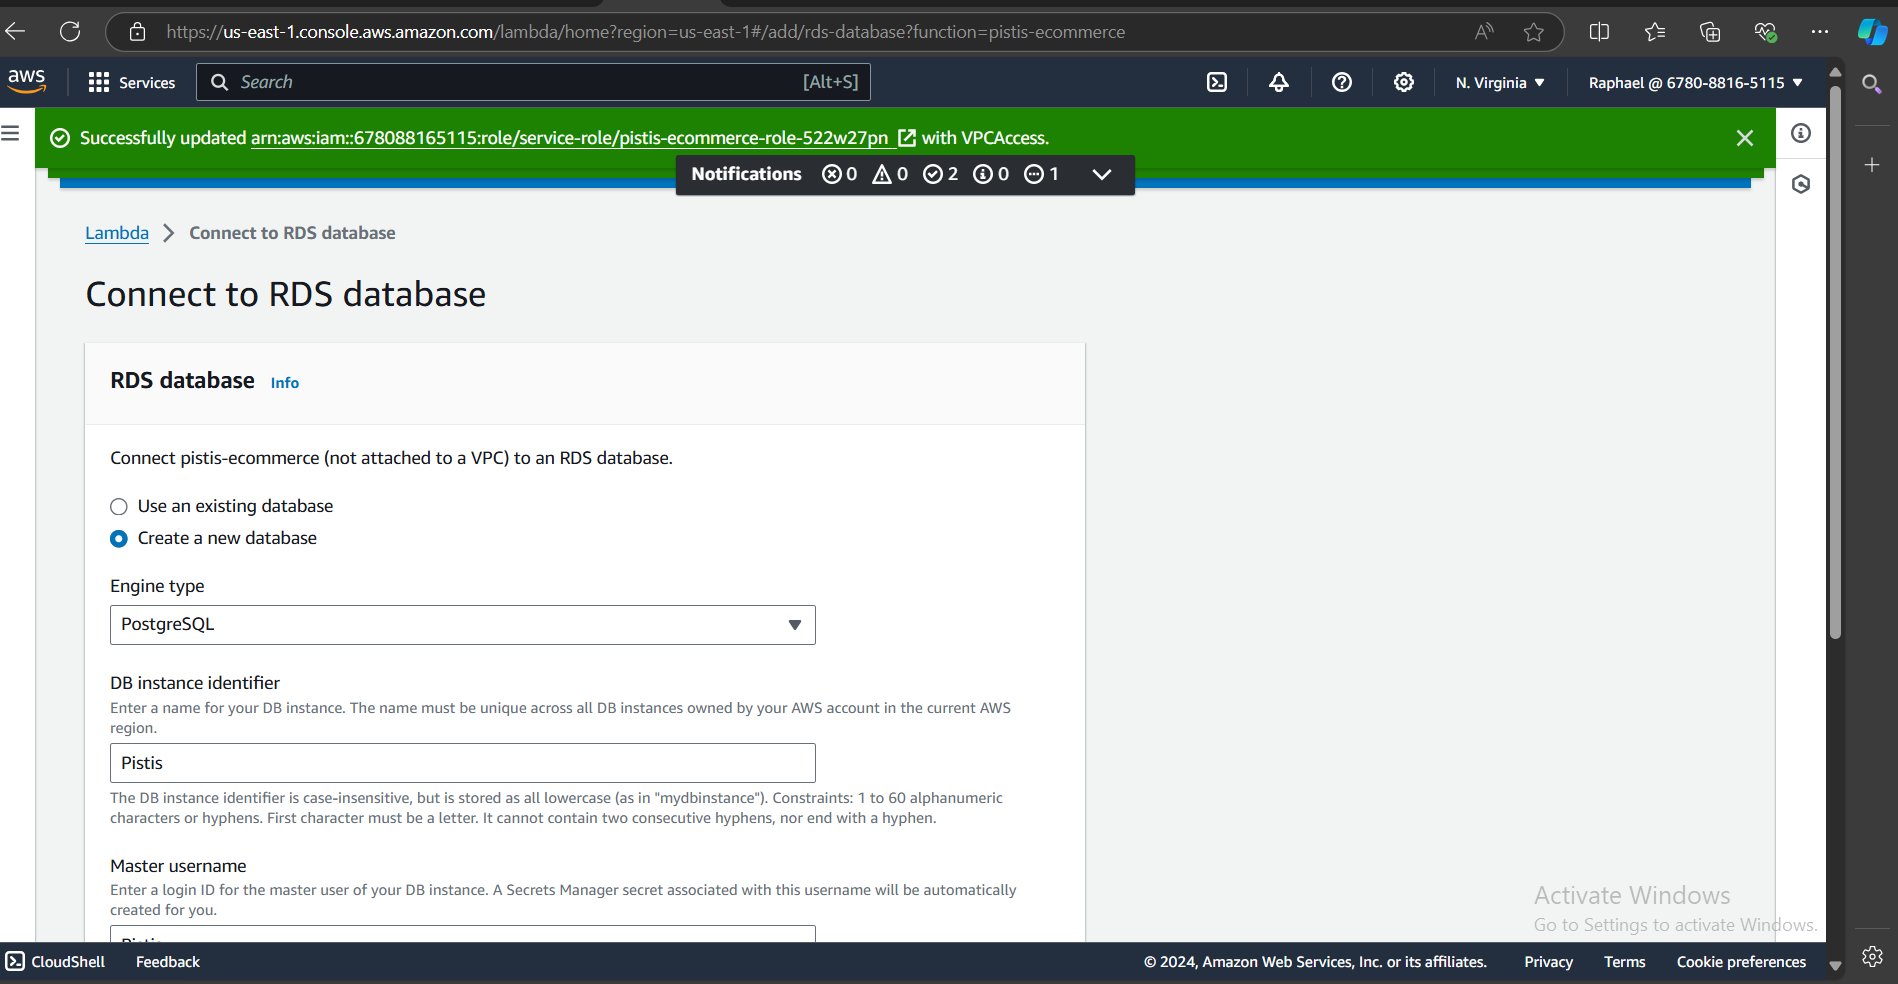 https://us-east-1.console.aws.amazon.com/lambda/home?region=us-east-1#/add/rds-database?function=pistis-ecommerce
aws
Services
Search
[Alt+S]
N. Virginia
Raphael @ 6780-8816-5115
Successfully updated arn:aws:iam::678088165115:role/service-role/pistis-ecommerce-role-522w27pn with VPCAccess.
Notifications 0 0 2 0 1
Lambda > Connect to RDS database
Connect to RDS database
RDS database Info
Connect pistis-ecommerce (not attached to a VPC) to an RDS database.
Use an existing database
Create a new database
Engine type
PostgreSQL
DB instance identifier
Enter a name for your DB instance. The name must be unique across all DB instances owned by your AWS account in the current AWS
region.
Pistis
The DB instance identifier is case-insensitive, but is stored as all lowercase (as in "mydbinstance"). Constraints: 1 to 60 alphanumeric
characters or hyphens. First character must be a letter. It cannot contain two consecutive hyphens, nor end with a hyphen.
Master username
Enter a login ID for the master user of your DB instance. A Secrets Manager secret associated with this username will be automatically
created for you.
Activate Windows
Go to Settings to activate Windows.
CloudShell
Feedback
© 2024, Amazon Web Services, Inc. or its affiliates.
Privacy
Terms
Cookie preferences